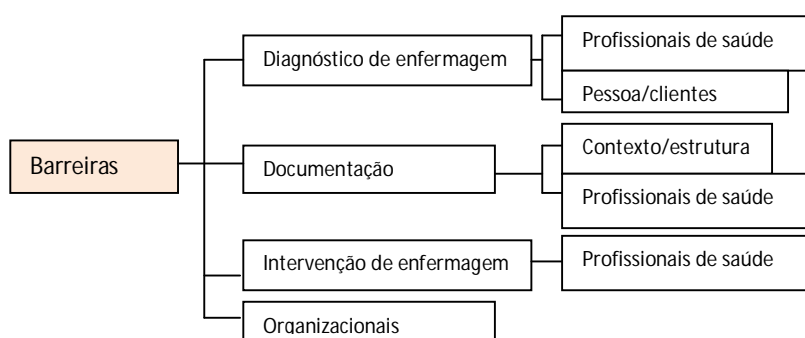 Barreiras
Diagnóstico de enfermagem
Profissionais de saúde
Pessoa/clientes
Documentação
Contexto/estrutura
Profissionais de saúde
Intervenção de enfermagem
Profissionais de saúde
Organizacionais